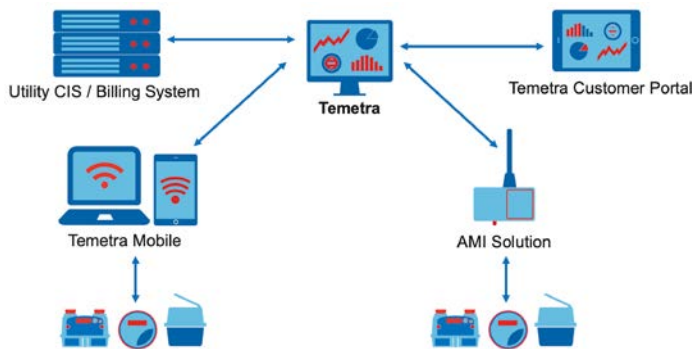 Utility CIS / Billing System
Temetra
Temetra Customer Portal
Temetra Mobile
AMI Solution